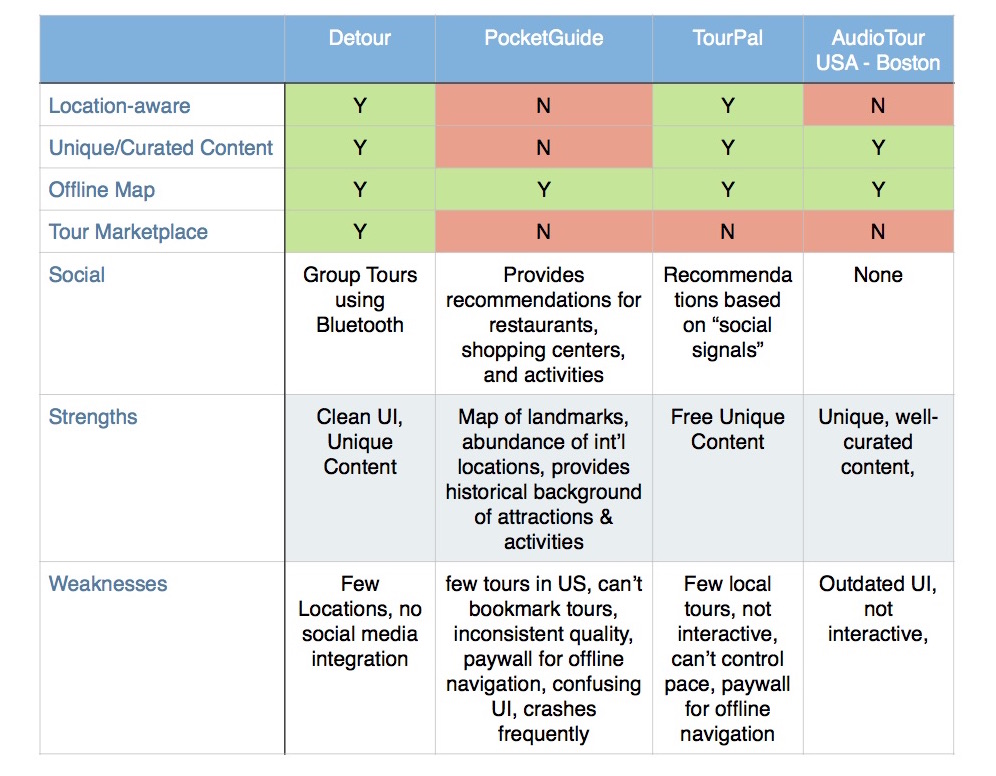 Detour
PocketGuide
TourPal
AudioTour
USA - Boston
Location-aware
Y
N
Y
N
Unique/Curated Content
Y
N
Y
Y
Offline Map
Y
Y
Y
Y
Tour Marketplace
Y
N
N
N
Social
Group Tours
using
Bluetooth
Provides
recommendations for
restaurants,
shopping centers,
and activities
Recommenda
tions based
on “social
signals”
None
Strengths
Clean UI,
Unique
Content
Map of landmarks,
abundance of int’l
locations, provides
historical background
of attractions &
activities
Free Unique
Content
Unique, well-
curated
content,
Weaknesses
Few
Locations, no
social media
integration
few tours in US, can’t
bookmark tours,
inconsistent quality,
paywall for offline
navigation, confusing
UI, crashes
frequently
Few local
tours, not
interactive,
can’t control
pace, paywall
for offline
navigation
Outdated UI,
not
interactive,